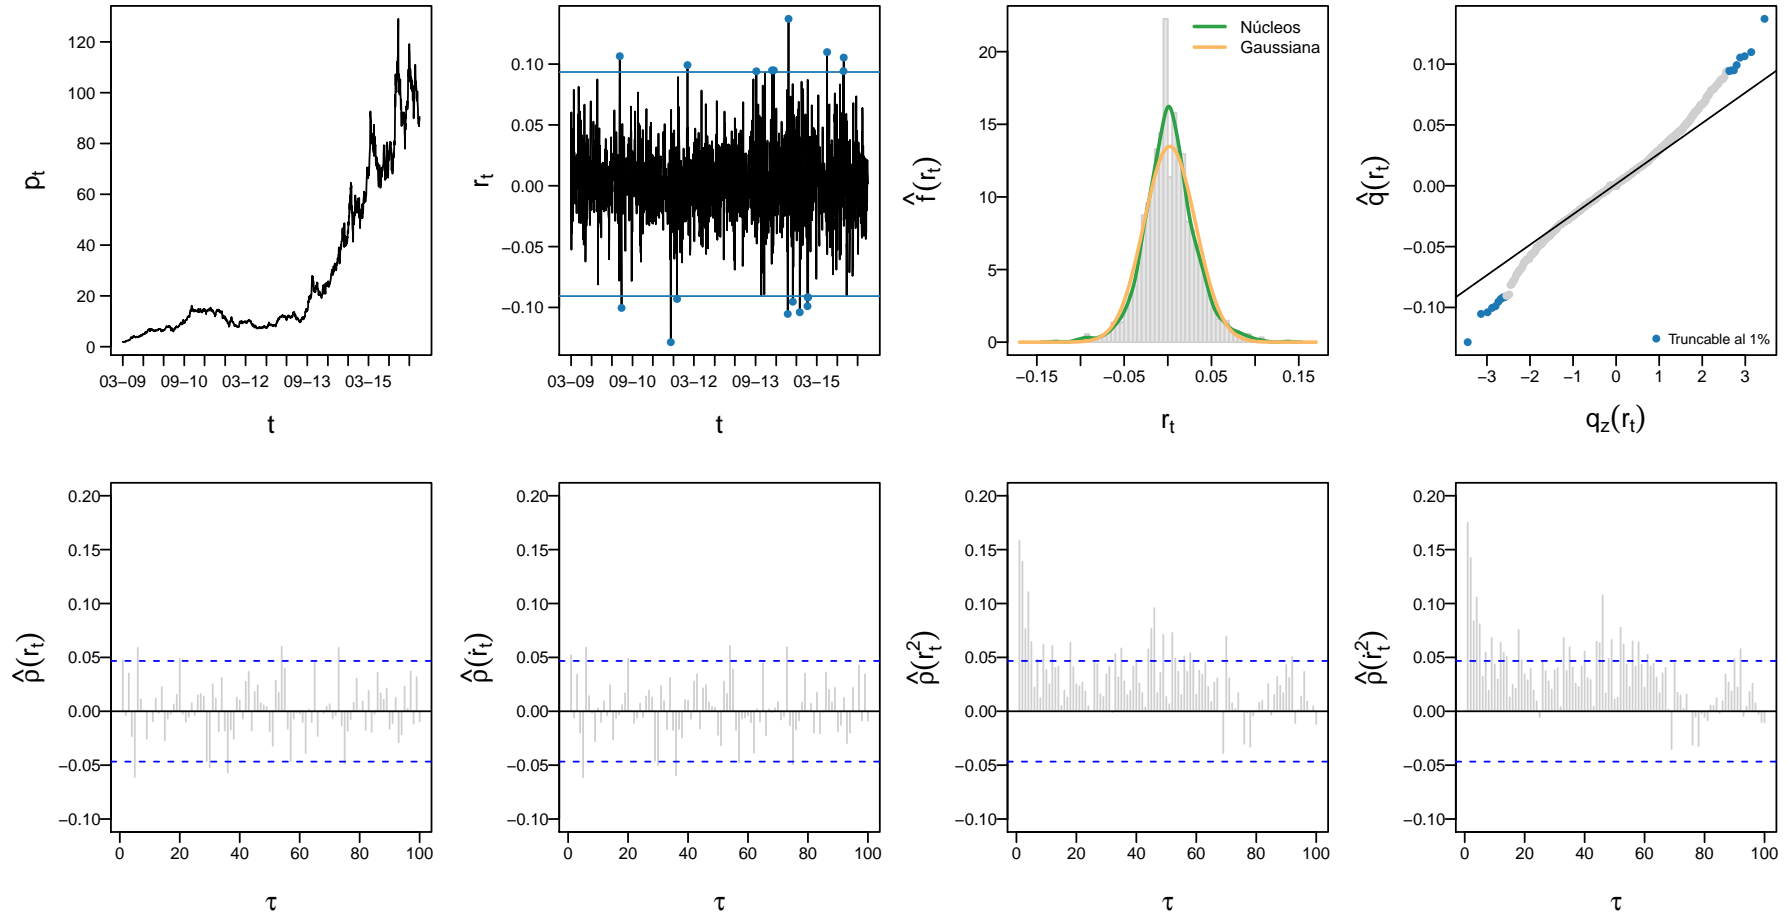 p_t
120
100
80
60
40
20
0
03−09 09−10 03−12 09−13 03−15
t
r_t
0.10
0.05
0.00
−0.05
−0.10
03−09 09−10 03−12 09−13 03−15
t
f̂(r_t)
20
15
10
5
0
Núcleos
Gaussiana
−0.15 −0.05 0.05 0.15
r_t
q̂(r_t)
0.10
0.05
0.00
−0.05
−0.10
Truncable al 1%
−3 −2 −1 0 1 2 3
q_z(r_t)
ρ̂(r_t)
0.20
0.15
0.10
0.05
0.00
−0.05
−0.10
0 20 40 60 80 100
τ
ρ̂(ṙ_t)
0.20
0.15
0.10
0.05
0.00
−0.05
−0.10
0 20 40 60 80 100
τ
ρ̂(r_t²)
0.20
0.15
0.10
0.05
0.00
−0.05
−0.10
0 20 40 60 80 100
τ
ρ̂(ṙ_t²)
0.20
0.15
0.10
0.05
0.00
−0.05
−0.10
0 20 40 60 80 100
τ